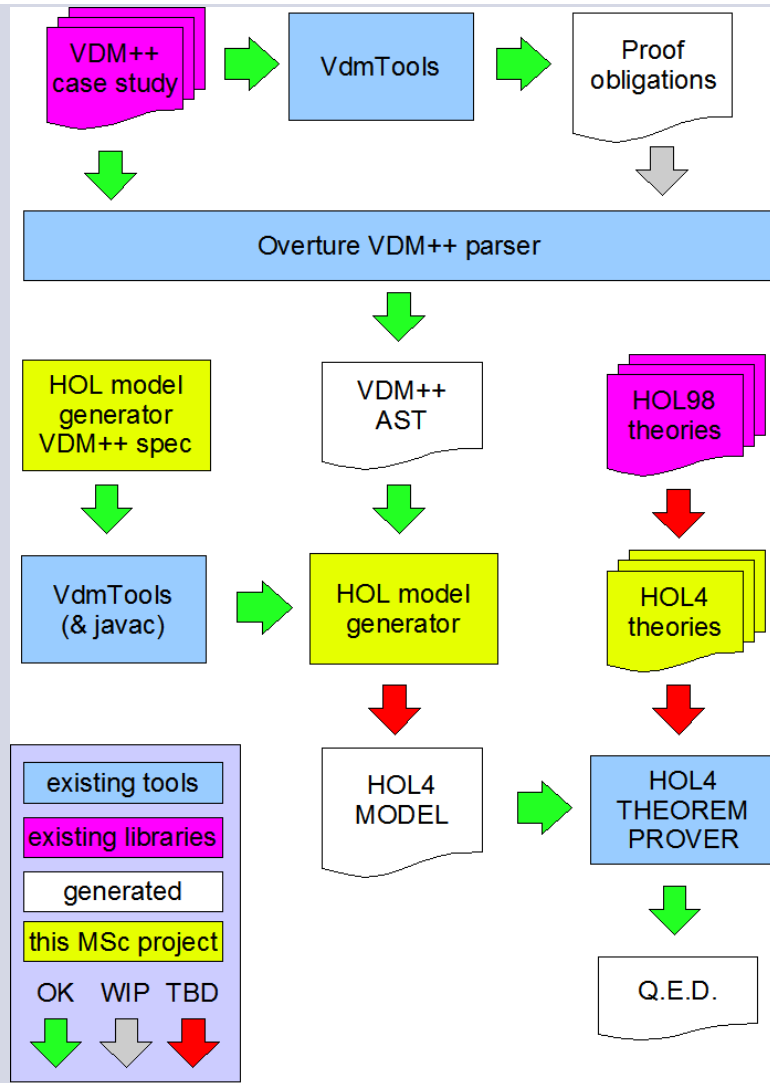 VDM++
case study
VdmTools
Proof
obligations
Overture VDM++ parser
HOL model
generator
VDM++ spec
VDM++
AST
HOL98
theories
VdmTools
(& javac)
HOL model
generator
HOL4
theories
existing tools
existing libraries
generated
this MSc project
OK WIP TBD
HOL4
MODEL
HOL4
THEOREM
PROVER
Q.E.D.